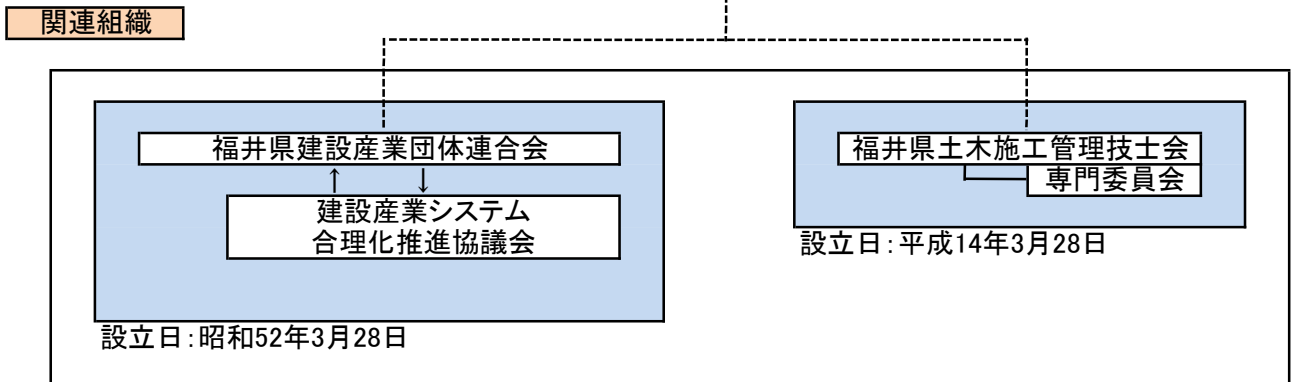 関連組織
福井県建設産業団体連合会
↑ ↓
建設産業システム
合理化推進協議会
設立日：昭和52年3月28日
福井県土木施工管理技士会
専門委員会
設立日：平成14年3月28日